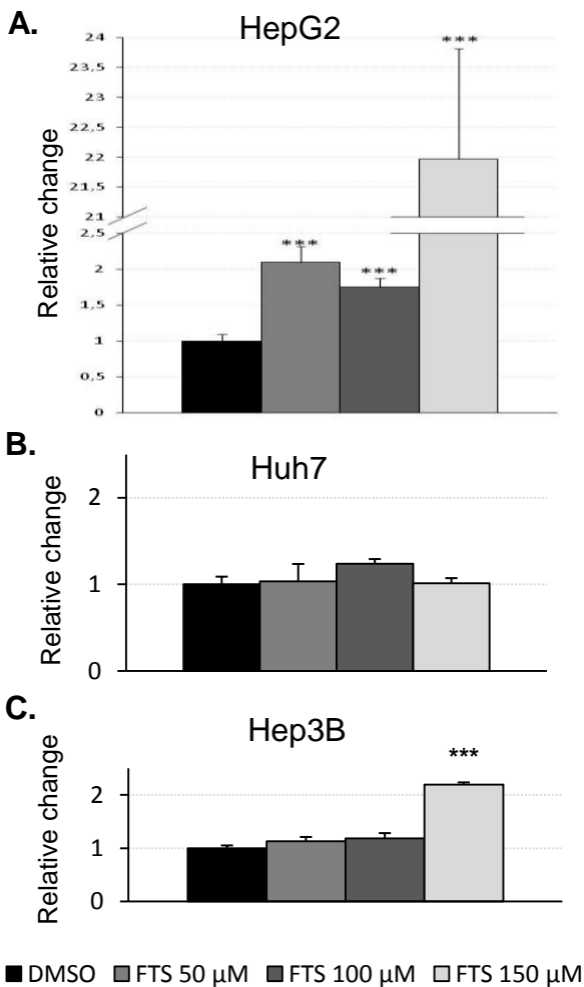 A.
HepG2
Relative change
24
23,5
23
22,5
22
21.5
21
2.5
2
1,5
1
0,5
0
***
***
***
B.
Huh7
Relative change
2
1
0
C.
Hep3B
Relative change
2
1
0
***
DMSO FTS 50 µM FTS 100 µM FTS 150 µM